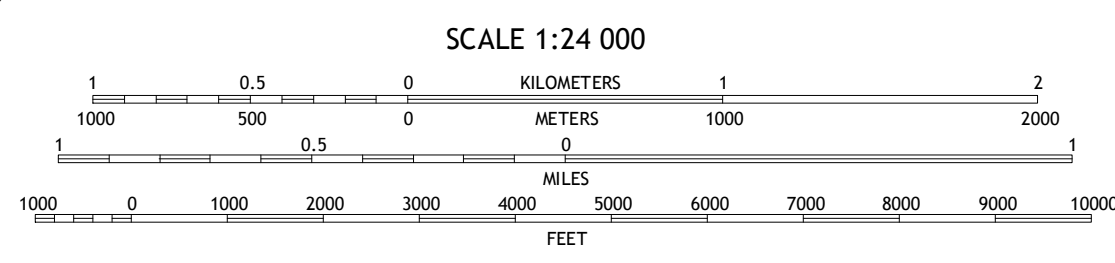 SCALE 1:24 000
1 0.5 0 KILOMETERS 1 2
1000 500 0 METERS 1000 2000
1 0.5 0 1
MILES
1000 0 1000 2000 3000 4000 5000 6000 7000 8000 9000 10000
FEET